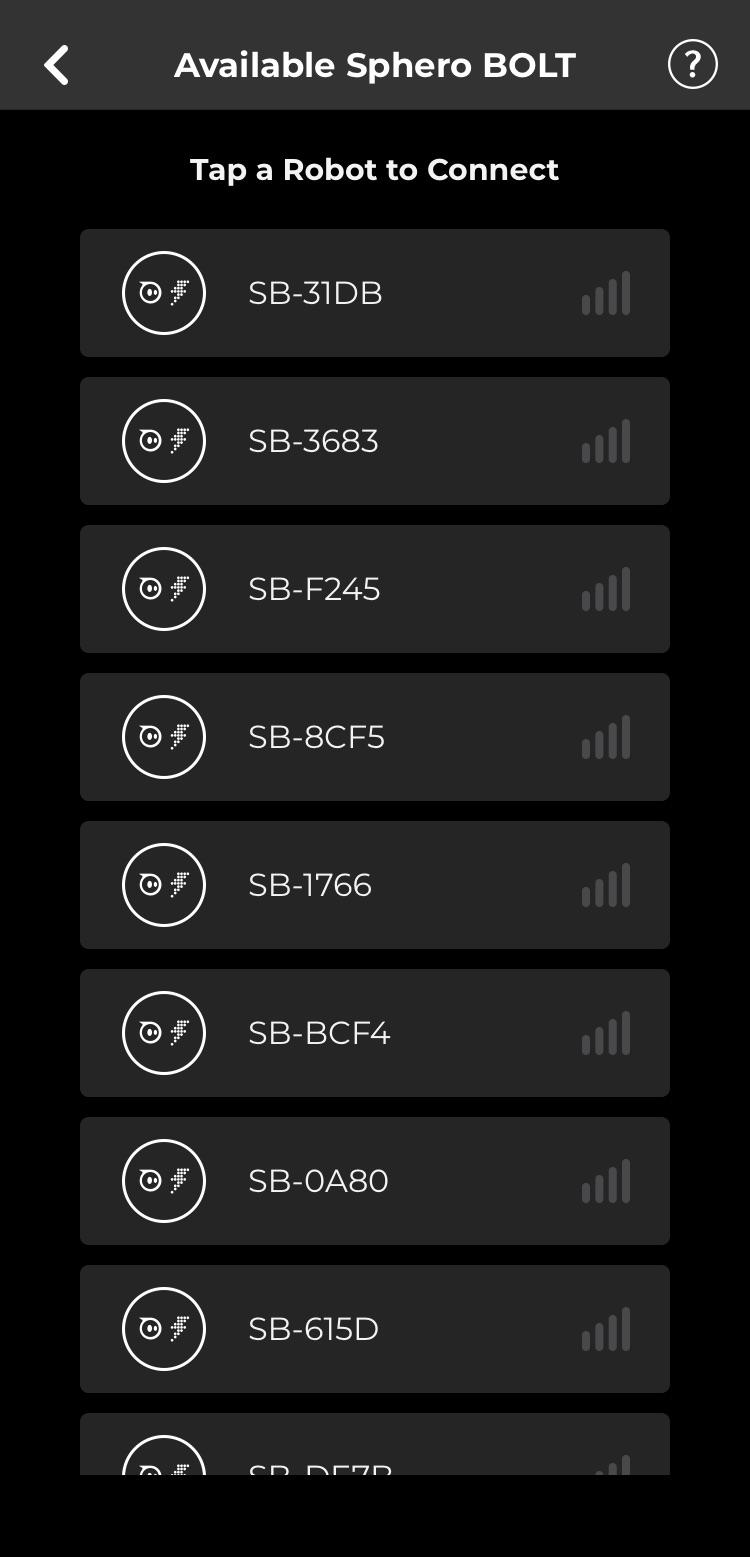 Available Sphero BOLT
?
Tap a Robot to Connect
SB-31DB
SB-3683
SB-F245
SB-8CF5
SB-1766
SB-BCF4
SB-0A80
SB-615D